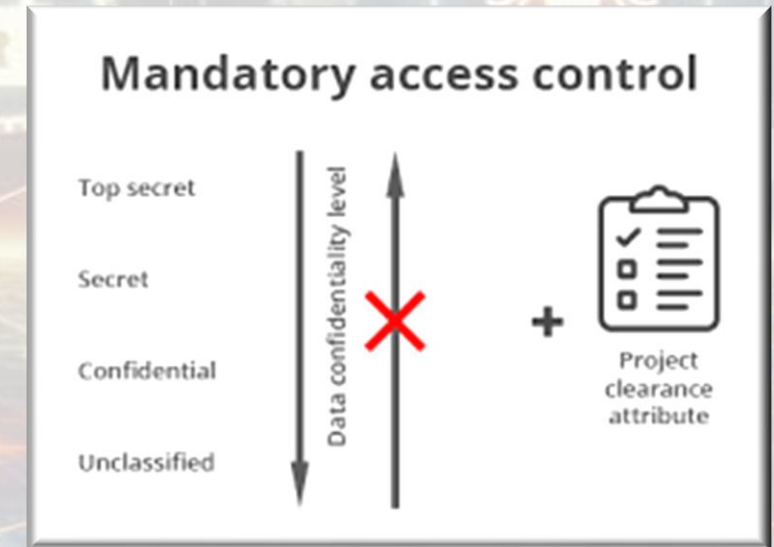 Mandatory access control
Top secret
Secret
Confidential
Unclassified
Data confidentiality level
Project
clearance
attribute